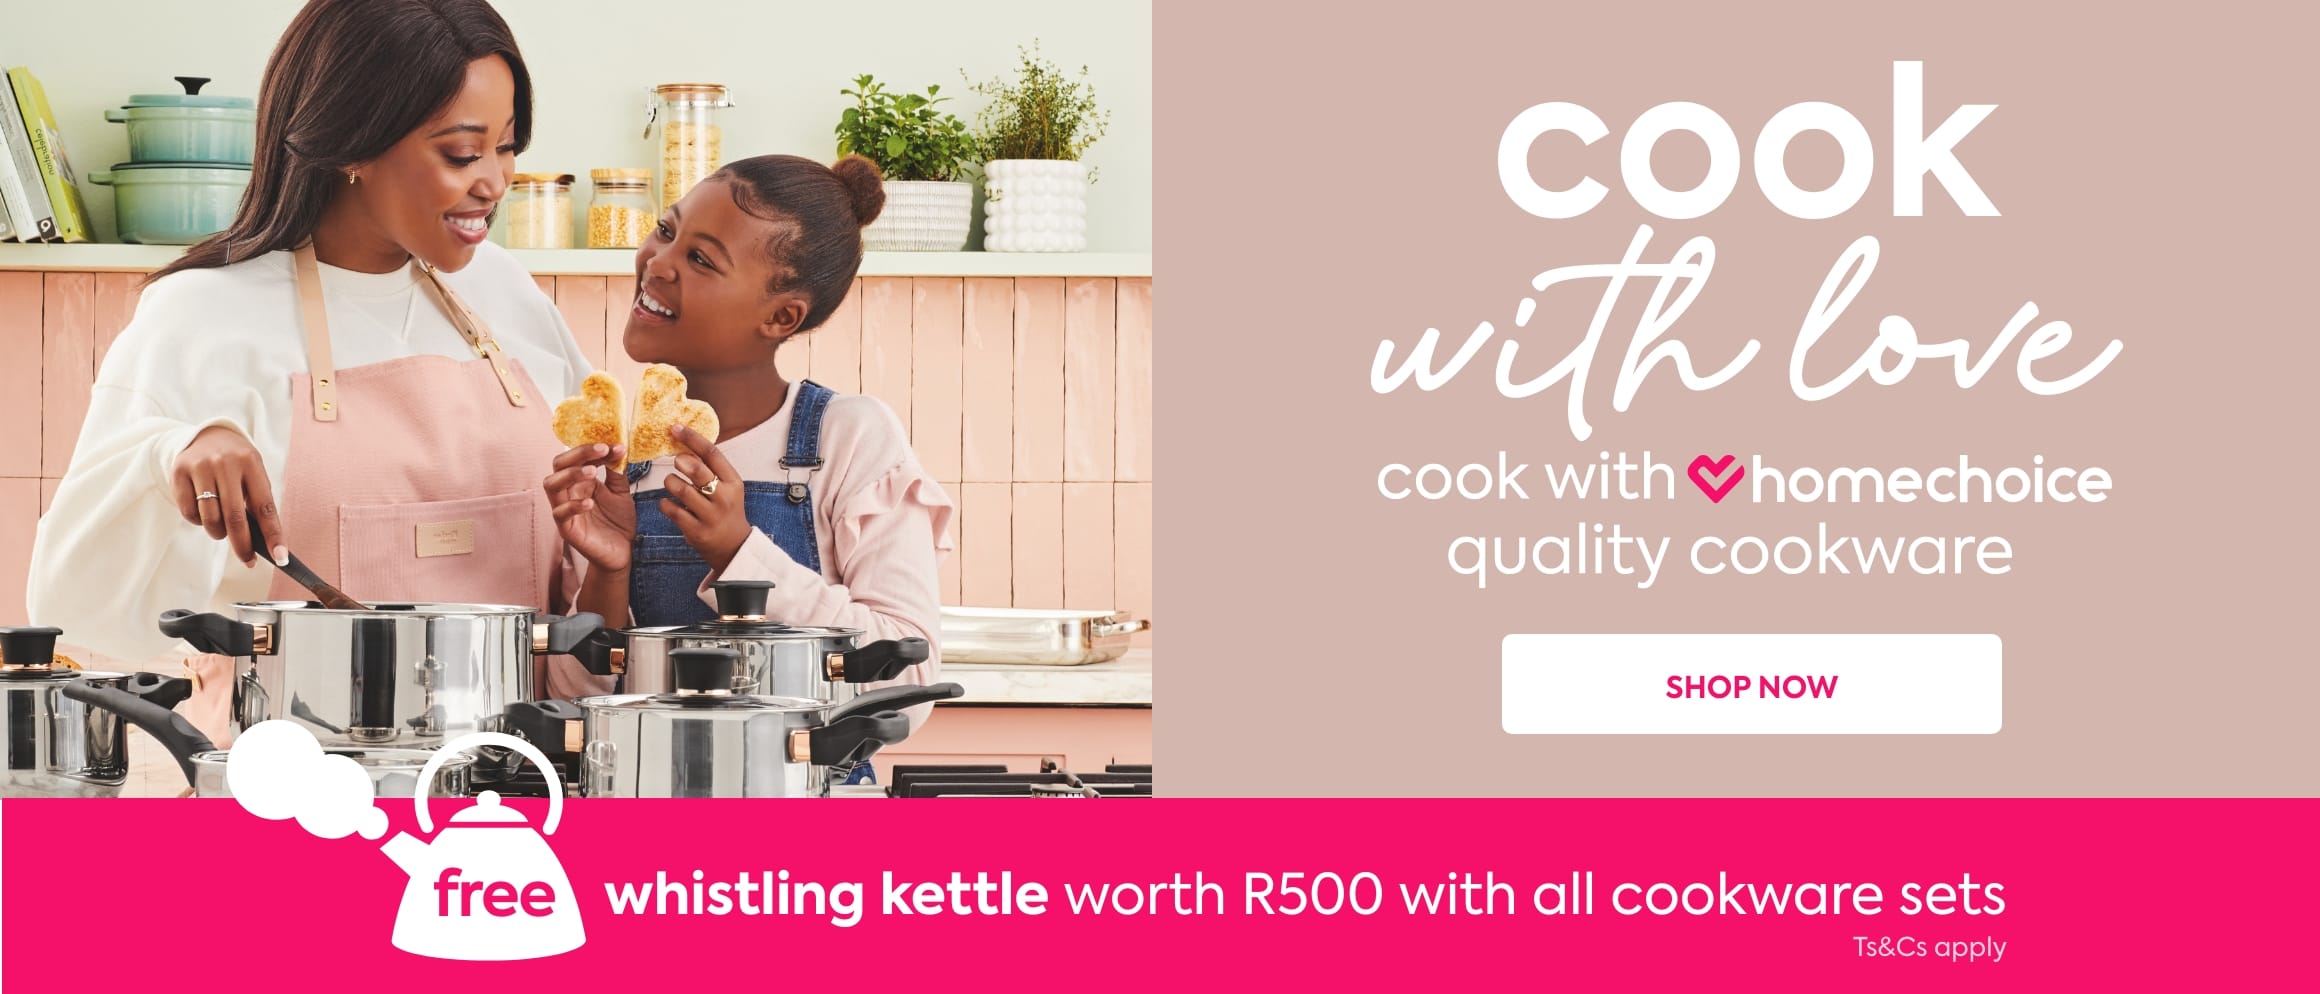 cook
with love
cook with homechoice
quality cookware
SHOP NOW
free whistling kettle worth R500 with all cookware sets
Ts&Cs apply